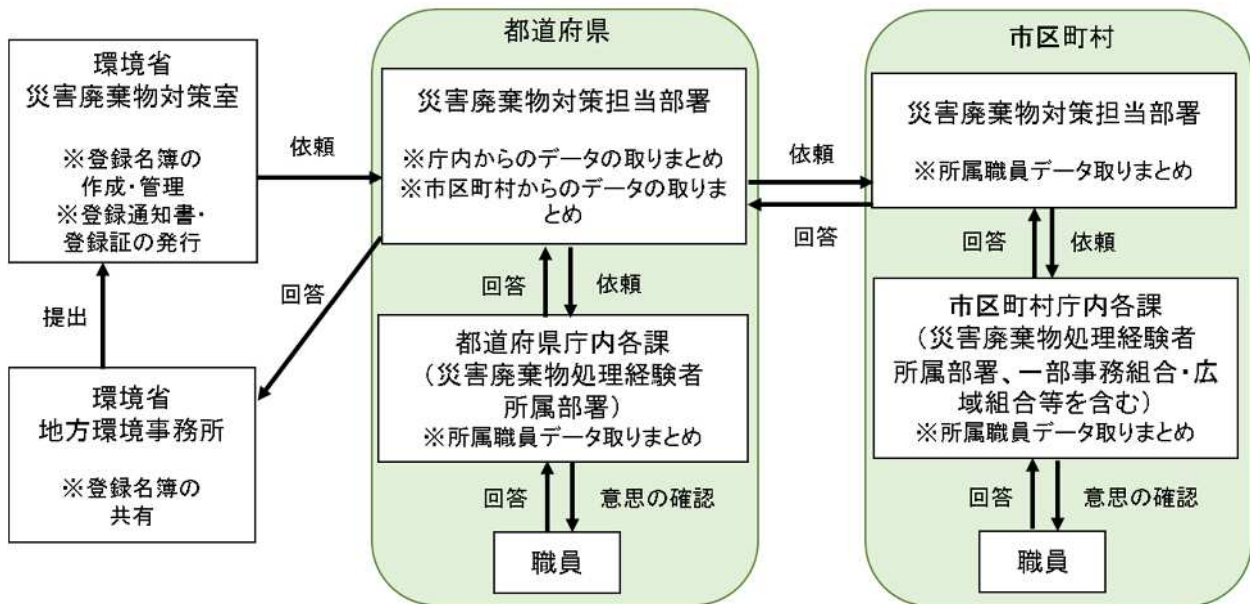 環境省
災害廃棄物対策室
※登録名簿の
作成・管理
※登録通知書・
登録証の発行
提出
環境省
地方環境事務所
※登録名簿の
共有
依頼
回答
都道府県
災害廃棄物対策担当部署
※庁内からのデータの取りまとめ
※市区町村からのデータの取りま
とめ
回答
依頼
都道府県庁内各課
（災害廃棄物処理経験者
所属部署）
※所属職員データ取りまとめ
回答
意思の確認
職員
依頼
回答
市区町村
災害廃棄物対策担当部署
※所属職員データ取りまとめ
回答
依頼
市区町村庁内各課
（災害廃棄物処理経験者
所属部署、一部事務組合・広
域組合等を含む）
※所属職員データ取りまとめ
回答
意思の確認
職員